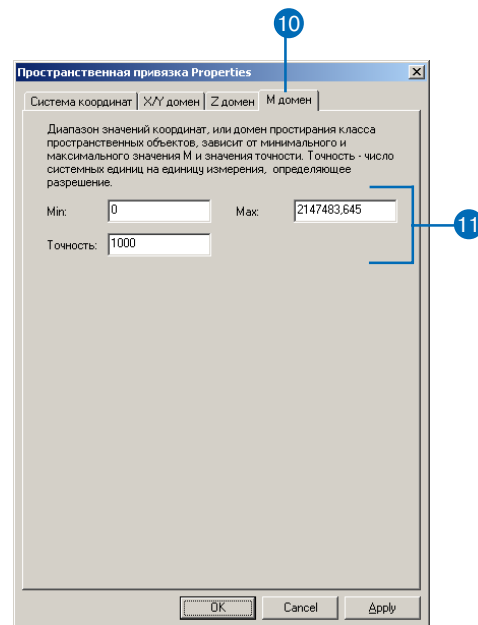 10
Пространственная привязка Properties
Система координат X/Y домен Z домен М домен
Диапазон значений координат, или домен простирания класса
пространственных объектов, зависит от минимального и
максимального значения М и значения точности. Точность - число
системных единиц на единицу измерения, определяющее
разрешение.
Min: 0 Max: 2147483,645
11
Точность: 1000
OK Cancel Apply